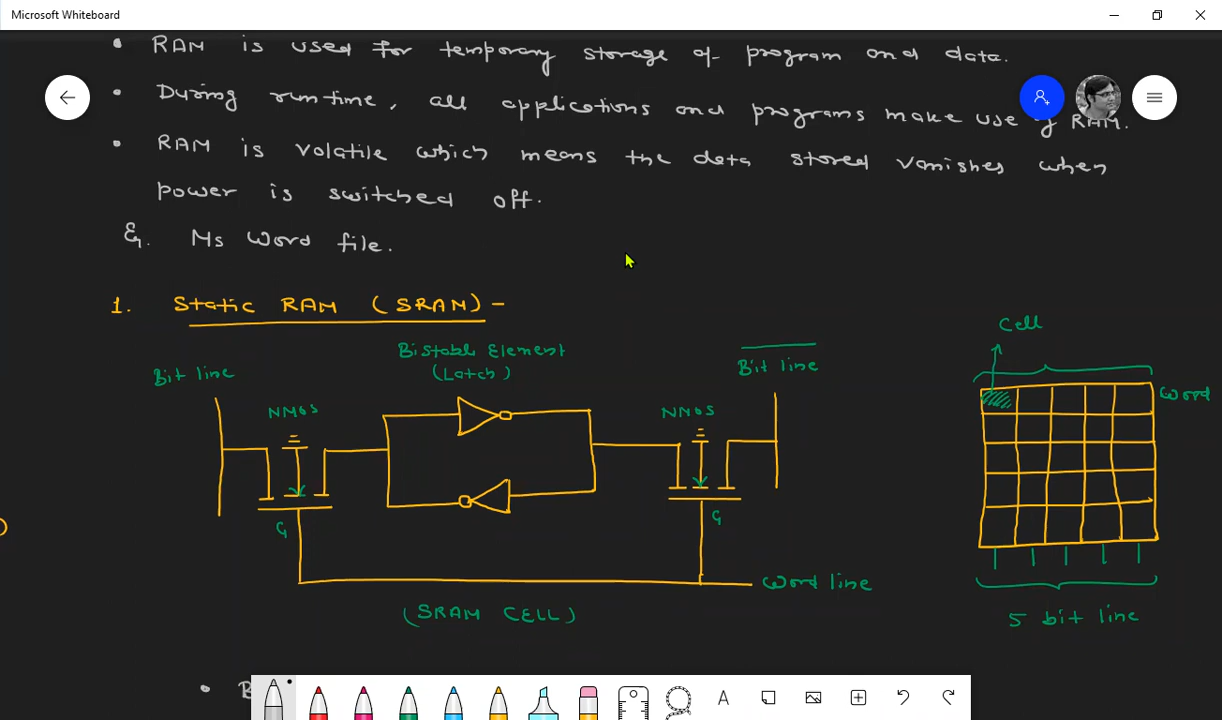 Microsoft Whiteboard
• RAM is used for temporary storage of program and data.
• During runtime, all applications and programs make use of RAM.
• RAM is volatile which means the data stored vanishes when
power is switched off.
Eg. Ms Word file.
1. Static RAM (SRAM) -
Cell
Bistable Element
(Latch)
Bit line
Bit line
Word
NMOS
NMOS
G
G
Word line
(SRAM CELL)
5 bit line
• B
A